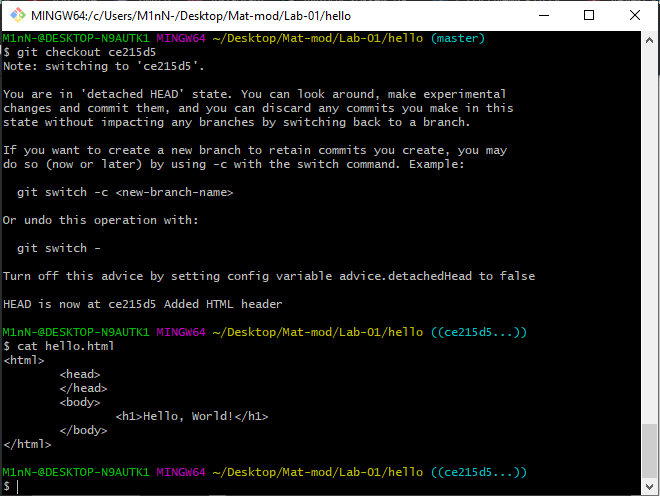 MINGW64:/c/Users/M1nN-/Desktop/Mat-mod/Lab-01/hello
M1nN-@DESKTOP-N9AUTK1 MINGW64 ~/Desktop/Mat-mod/Lab-01/hello (master)
$ git checkout ce215d5
Note: switching to 'ce215d5'.

You are in 'detached HEAD' state. You can look around, make experimental
changes and commit them, and you can discard any commits you make in this
state without impacting any branches by switching back to a branch.

If you want to create a new branch to retain commits you create, you may
do so (now or later) by using -c with the switch command. Example:

  git switch -c <new-branch-name>

Or undo this operation with:

  git switch -

Turn off this advice by setting config variable advice.detachedHead to false

HEAD is now at ce215d5 Added HTML header

M1nN-@DESKTOP-N9AUTK1 MINGW64 ~/Desktop/Mat-mod/Lab-01/hello ((ce215d5...))
$ cat hello.html
<html>
        <head>
        </head>
        <body>
                <h1>Hello, World!</h1>
        </body>
</html>

M1nN-@DESKTOP-N9AUTK1 MINGW64 ~/Desktop/Mat-mod/Lab-01/hello ((ce215d5...))
$